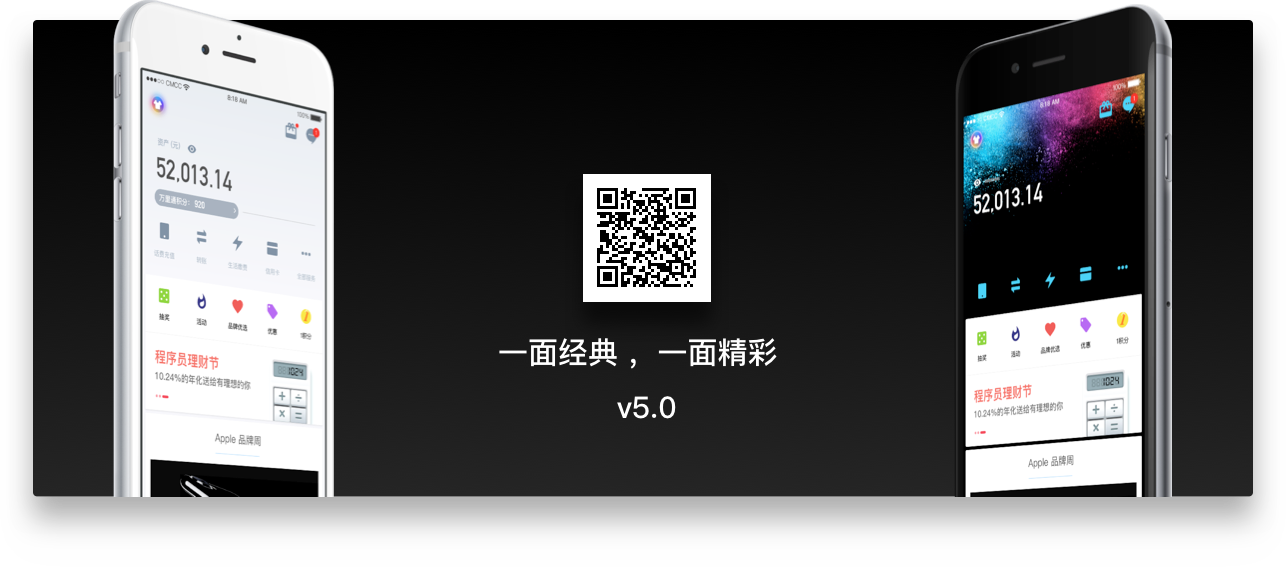 CMCC
9:18 AM
100%
资产 (元)
52,013.14
万里通积分: 920
话费充值
转账
生活缴费
信用卡
全部服务
抽奖
活动
品牌优选
优惠
1积分
程序员理财节
10.24%的年化送给有理想的你
1024
Apple 品牌周
一面经典，一面精彩
v5.0
9:18 AM
100%
52,013.14
抽奖
活动
品牌优选
优惠
1积分
程序员理财节
10.24%的年化送给有理想的你
1024
Apple 品牌周